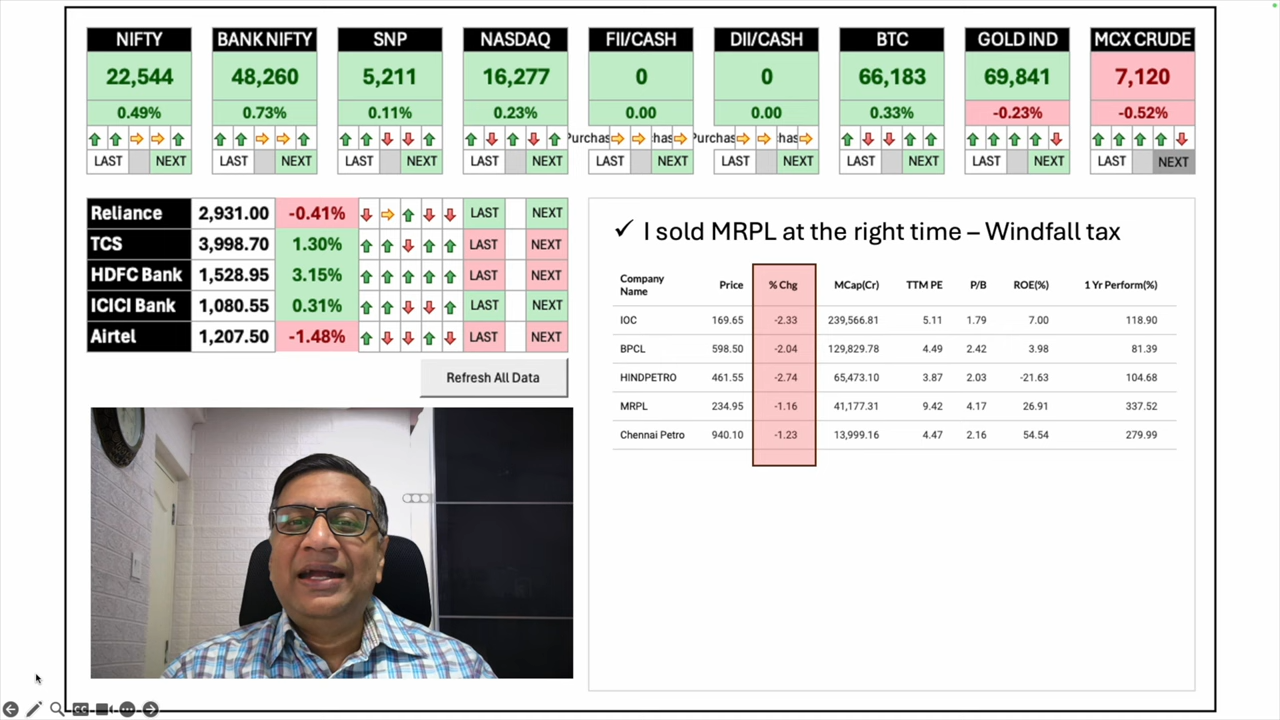 NIFTY BANK NIFTY SNP NASDAQ FII/CASH DII/CASH BTC GOLD IND MCX CRUDE
22,544 48,260 5,211 16,277 0 0 66,183 69,841 7,120
0.49% 0.73% 0.11% 0.23% 0.00 0.00 0.33% -0.23% -0.52%
Purchas has Purchas has
LAST NEXT LAST NEXT LAST NEXT LAST NEXT LAST NEXT LAST NEXT LAST NEXT LAST NEXT LAST NEXT
Reliance 2,931.00 -0.41% LAST NEXT
TCS 3,998.70 1.30% LAST NEXT
HDFC Bank 1,528.95 3.15% LAST NEXT
ICICI Bank 1,080.55 0.31% LAST NEXT
Airtel 1,207.50 -1.48% LAST NEXT
Refresh All Data
✓ I sold MRPL at the right time – Windfall tax
Company Name Price % Chg MCap(Cr) TTM PE P/B ROE(%) 1 Yr Perform(%)
IOC 169.65 -2.33 239,566.81 5.11 1.79 7.00 118.90
BPCL 598.50 -2.04 129,829.78 4.49 2.42 3.98 81.39
HINDPETRO 461.55 -2.74 65,473.10 3.87 2.03 -21.63 104.68
MRPL 234.95 -1.16 41,177.31 9.42 4.17 26.91 337.52
Chennai Petro 940.10 -1.23 13,999.16 4.47 2.16 54.54 279.99